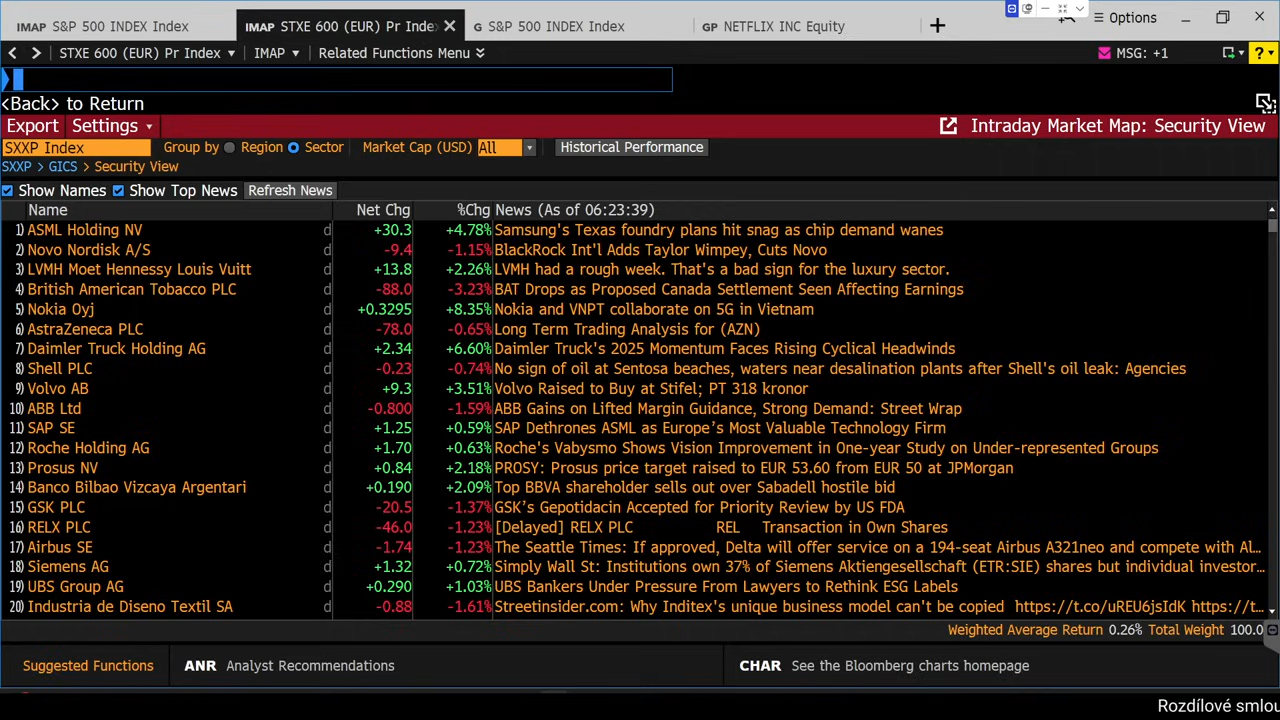 IMAP S&P 500 INDEX Index IMAP STXE 600 (EUR) Pr Inde G S&P 500 INDEX Index GP NETFLIX INC Equity Options
STXE 600 (EUR) Pr Index IMAP Related Functions Menu MSG: +1 ?
<Back> to Return
Export Settings Intraday Market Map: Security View
SXXP Index Group by Region Sector Market Cap (USD) All Historical Performance
SXXP > GICS > Security View
Show Names Show Top News Refresh News
Name Net Chg %Chg News (As of 06:23:39)
1) ASML Holding NV d +30.3 +4.78% Samsung's Texas foundry plans hit snag as chip demand wanes
2) Novo Nordisk A/S d -9.4 -1.15% BlackRock Int'l Adds Taylor Wimpey, Cuts Novo
3) LVMH Moet Hennessy Louis Vuitt d +13.8 +2.26% LVMH had a rough week. That's a bad sign for the luxury sector.
4) British American Tobacco PLC d -88.0 -3.23% BAT Drops as Proposed Canada Settlement Seen Affecting Earnings
5) Nokia Oyj d +0.3295 +8.35% Nokia and VNPT collaborate on 5G in Vietnam
6) AstraZeneca PLC d -78.0 -0.65% Long Term Trading Analysis for (AZN)
7) Daimler Truck Holding AG d +2.34 +6.60% Daimler Truck's 2025 Momentum Faces Rising Cyclical Headwinds
8) Shell PLC d -0.23 -0.74% No sign of oil at Sentosa beaches, waters near desalination plants after Shell's oil leak: Agencies
9) Volvo AB d +9.3 +3.51% Volvo Raised to Buy at Stifel; PT 318 kronor
10) ABB Ltd d -0.800 -1.59% ABB Gains on Lifted Margin Guidance, Strong Demand: Street Wrap
11) SAP SE d +1.25 +0.59% SAP Dethrones ASML as Europe's Most Valuable Technology Firm
12) Roche Holding AG d +1.70 +0.63% Roche's Vabysmo Shows Vision Improvement in One-year Study on Under-represented Groups
13) Prosus NV d +0.84 +2.18% PROSY: Prosus price target raised to EUR 53.60 from EUR 50 at JPMorgan
14) Banco Bilbao Vizcaya Argentari d +0.190 +2.09% Top BBVA shareholder sells out over Sabadell hostile bid
15) GSK PLC d -20.5 -1.37% GSK's Gepotidacin Accepted for Priority Review by US FDA
16) RELX PLC d -46.0 -1.23% [Delayed] RELX PLC REL Transaction in Own Shares
17) Airbus SE d -1.74 -1.23% The Seattle Times: If approved, Delta will offer service on a 194-seat Airbus A321neo and compete with Al...
18) Siemens AG d +1.32 +0.72% Simply Wall St: Institutions own 37% of Siemens Aktiengesellschaft (ETR:SIE) shares but individual investor...
19) UBS Group AG d +0.290 +1.03% UBS Bankers Under Pressure From Lawyers to Rethink ESG Labels
20) Industria de Diseno Textil SA d -0.88 -1.61% Streetinsider.com: Why Inditex's unique business model can't be copied https://t.co/uREU6jsIdK https://t...
Weighted Average Return 0.26% Total Weight 100.0
Suggested Functions ANR Analyst Recommendations CHAR See the Bloomberg charts homepage
Rozdílové smlou